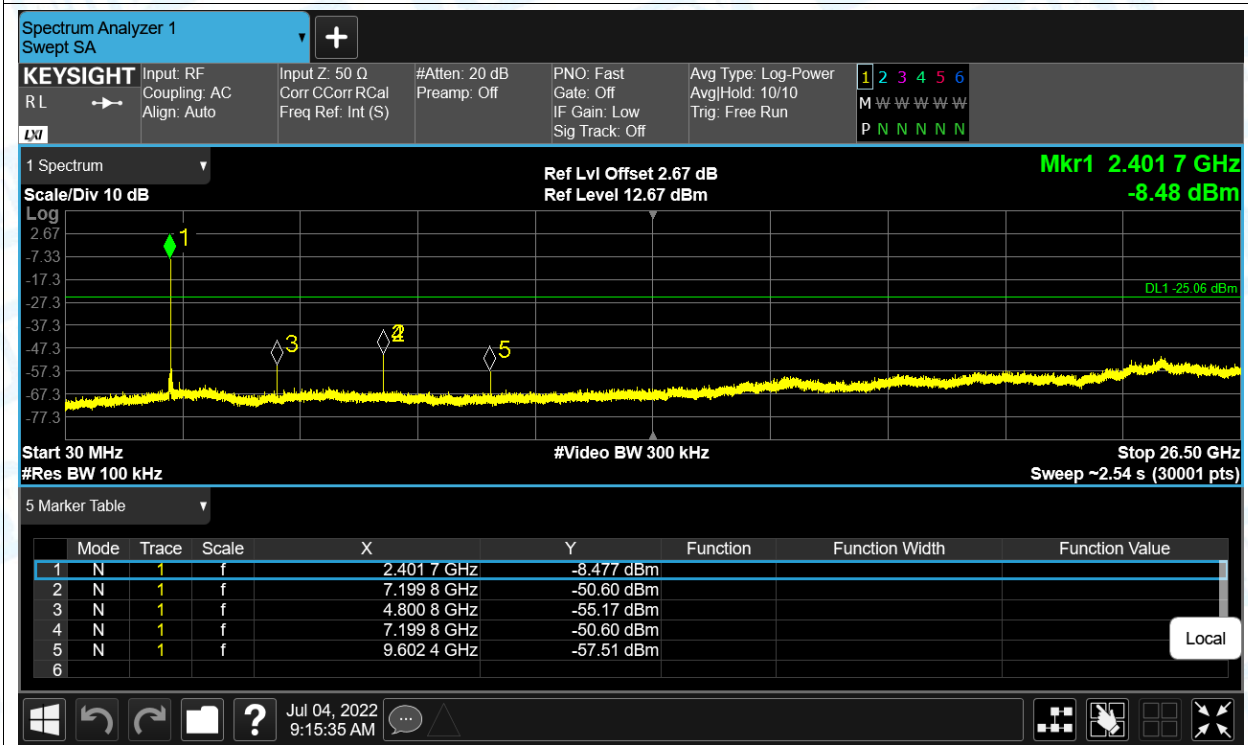 Spectrum Analyzer 1
Swept SA
KEYSIGHT Input: RF Input Z: 50 Ω #Atten: 20 dB PNO: Fast Avg Type: Log-Power 1 2 3 4 5 6
R L Coupling: AC Corr CCorr RCal Preamp: Off Gate: Off Avg|Hold: 10/10 M W W W W W
Align: Auto Freq Ref: Int (S) IF Gain: Low Trig: Free Run
LXI Sig Track: Off P N N N N N
1 Spectrum Ref Lvl Offset 2.67 dB Mkr1 2.401 7 GHz
Scale/Div 10 dB Ref Level 12.67 dBm -8.48 dBm
Log
2.67 1
-7.33
-17.3
DL1 -25.06 dBm
-27.3
-37.3
-47.3 3 5
-57.3
-67.3
-77.3
Start 30 MHz #Video BW 300 kHz Stop 26.50 GHz
#Res BW 100 kHz Sweep ~2.54 s (30001 pts)
5 Marker Table
Mode Trace Scale X Y Function Function Width Function Value
1 N 1 f 2.401 7 GHz -8.477 dBm
2 N 1 f 7.199 8 GHz -50.60 dBm
3 N 1 f 4.800 8 GHz -55.17 dBm
4 N 1 f 7.199 8 GHz -50.60 dBm
5 N 1 f 9.602 4 GHz -57.51 dBm
6
Local
? Jul 04, 2022
9:15:35 AM